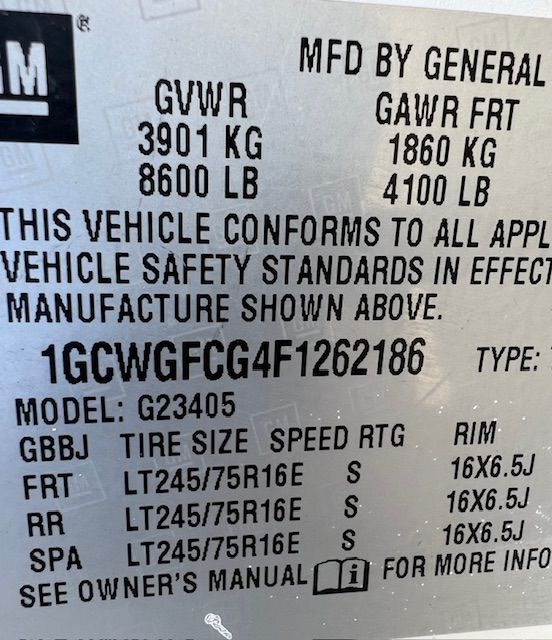 GM ®
MFD BY GENERAL
GVWR GAWR FRT
3901 KG 1860 KG
8600 LB 4100 LB
THIS VEHICLE CONFORMS TO ALL APPL
VEHICLE SAFETY STANDARDS IN EFFECT
MANUFACTURE SHOWN ABOVE.
1GCWGFCG4F1262186 TYPE:
MODEL: G23405
GBBJ TIRE SIZE SPEED RTG RIM
FRT LT245/75R16E S 16X6.5J
RR LT245/75R16E S 16X6.5J
SPA LT245/75R16E S 16X6.5J
SEE OWNER'S MANUAL i FOR MORE INFO